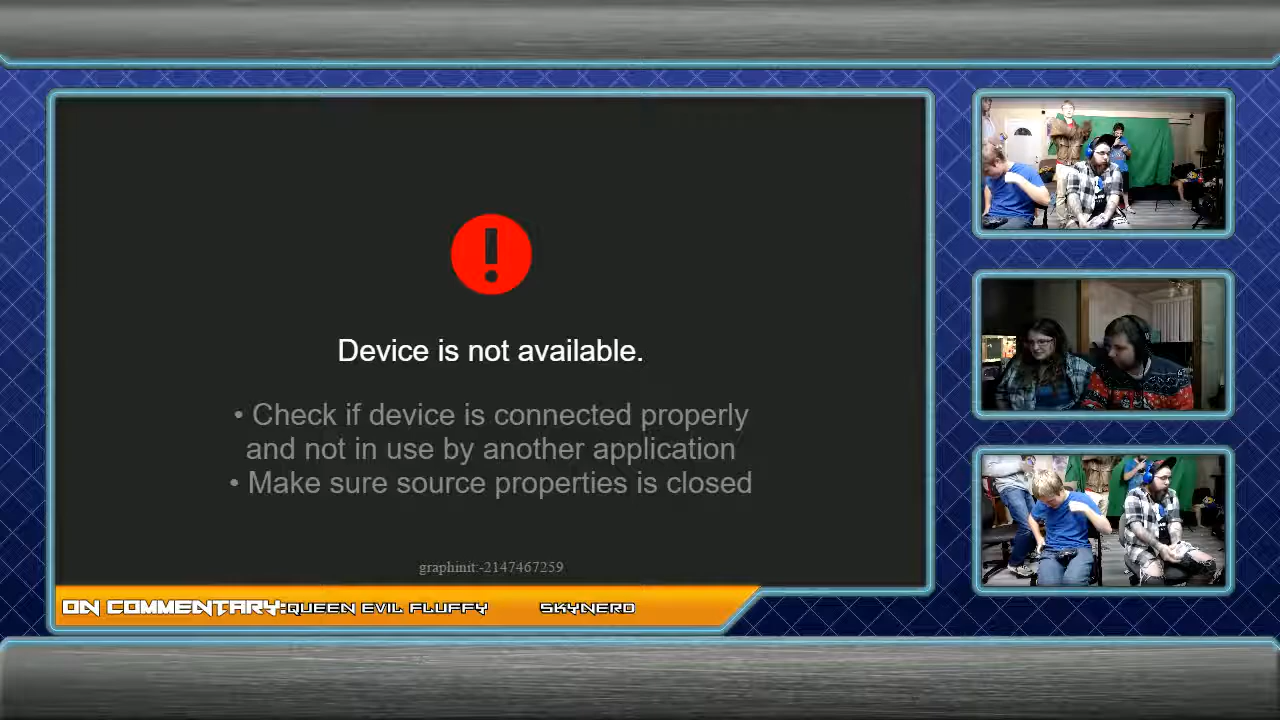 Device is not available.
• Check if device is connected properly
and not in use by another application
• Make sure source properties is closed
graphinit:-2147467259
ON COMMENTARY: QUEEN EVIL FLUFFY SKYNERD